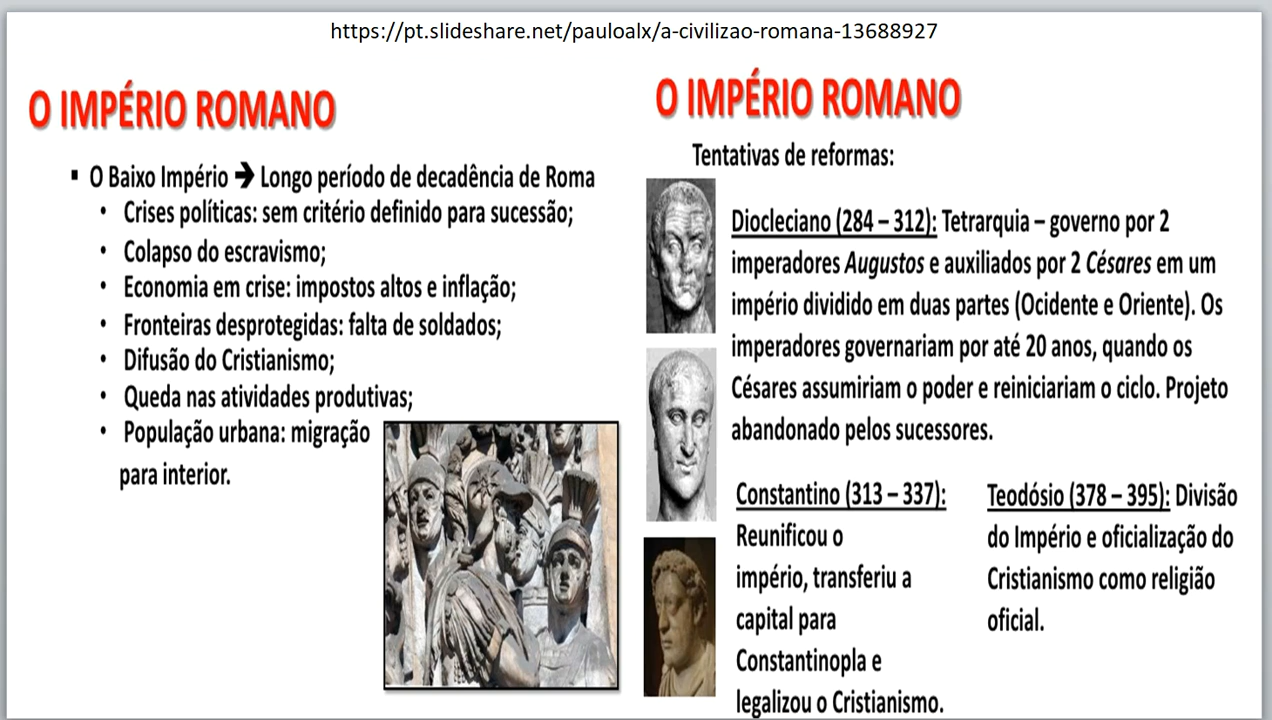 https://pt.slideshare.net/pauloalx/a-civilizao-romana-13688927
O IMPÉRIO ROMANO
▪ O Baixo Império ➔ Longo período de decadência de Roma
• Crises políticas: sem critério definido para sucessão;
• Colapso do escravismo;
• Economia em crise: impostos altos e inflação;
• Fronteiras desprotegidas: falta de soldados;
• Difusão do Cristianismo;
• Queda nas atividades produtivas;
• População urbana: migração
para interior.
O IMPÉRIO ROMANO
Tentativas de reformas:
Diocleciano (284 – 312): Tetrarquia – governo por 2
imperadores Augustos e auxiliados por 2 Césares em um
império dividido em duas partes (Ocidente e Oriente). Os
imperadores governariam por até 20 anos, quando os
Césares assumiriam o poder e reiniciariam o ciclo. Projeto
abandonado pelos sucessores.
Constantino (313 – 337):
Reunificou o
império, transferiu a
capital para
Constantinopla e
legalizou o Cristianismo.
Teodósio (378 – 395): Divisão
do Império e oficialização do
Cristianismo como religião
oficial.